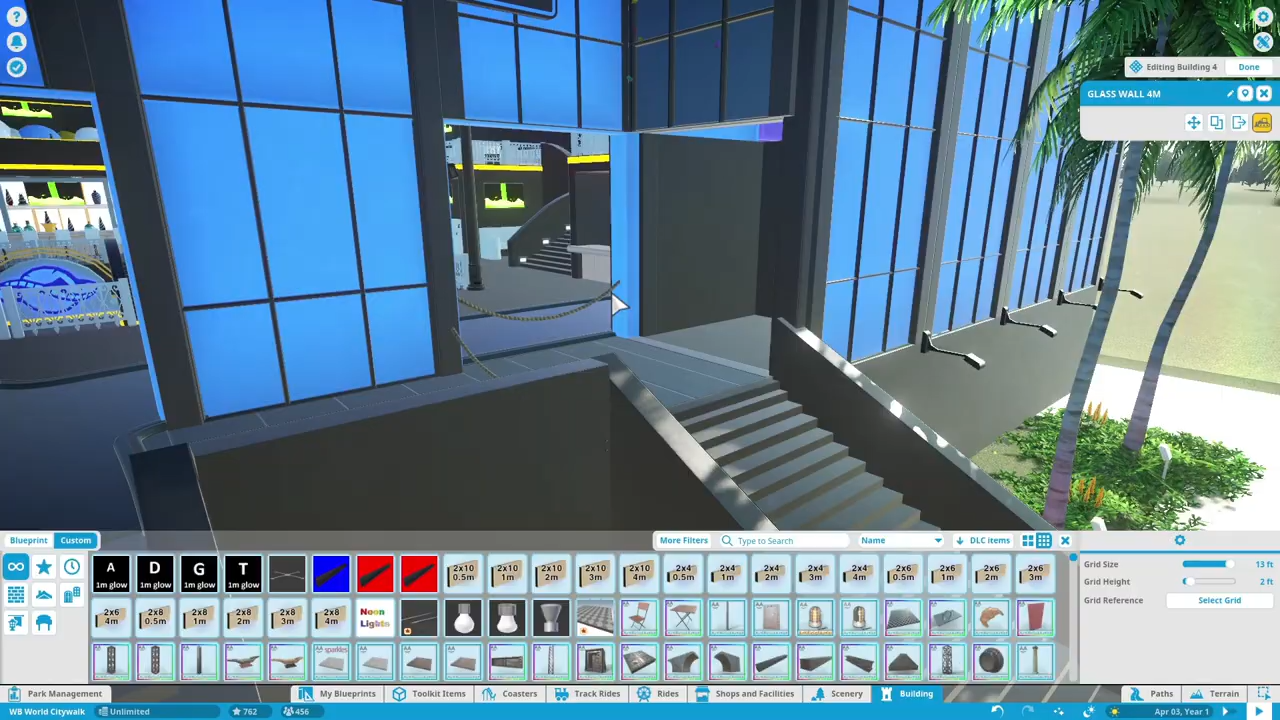 Editing Building 4 Done
GLASS WALL 4M
Blueprint Custom More Filters Type to Search Name DLC items
A 1m glow D 1m glow G 1m glow T 1m glow 2x10 0.5m 2x10 1m 2x10 2m 2x10 3m 2x10 4m 2x4 0.5m 2x4 1m 2x4 2m 2x4 3m 2x4 4m 2x6 0.5m 2x6 1m 2x6 2m 2x6 3m
2x6 4m 2x8 0.5m 2x8 1m 2x8 2m 2x8 3m 2x8 4m Neon Lights
sparkles
Grid Size 13 ft
Grid Height 2 ft
Grid Reference Select Grid
Park Management My Blueprints Toolkit Items Coasters Track Rides Rides Shops and Facilities Scenery Building Paths Terrain
WB World Citywalk Unlimited 762 456 Apr 03, Year 1